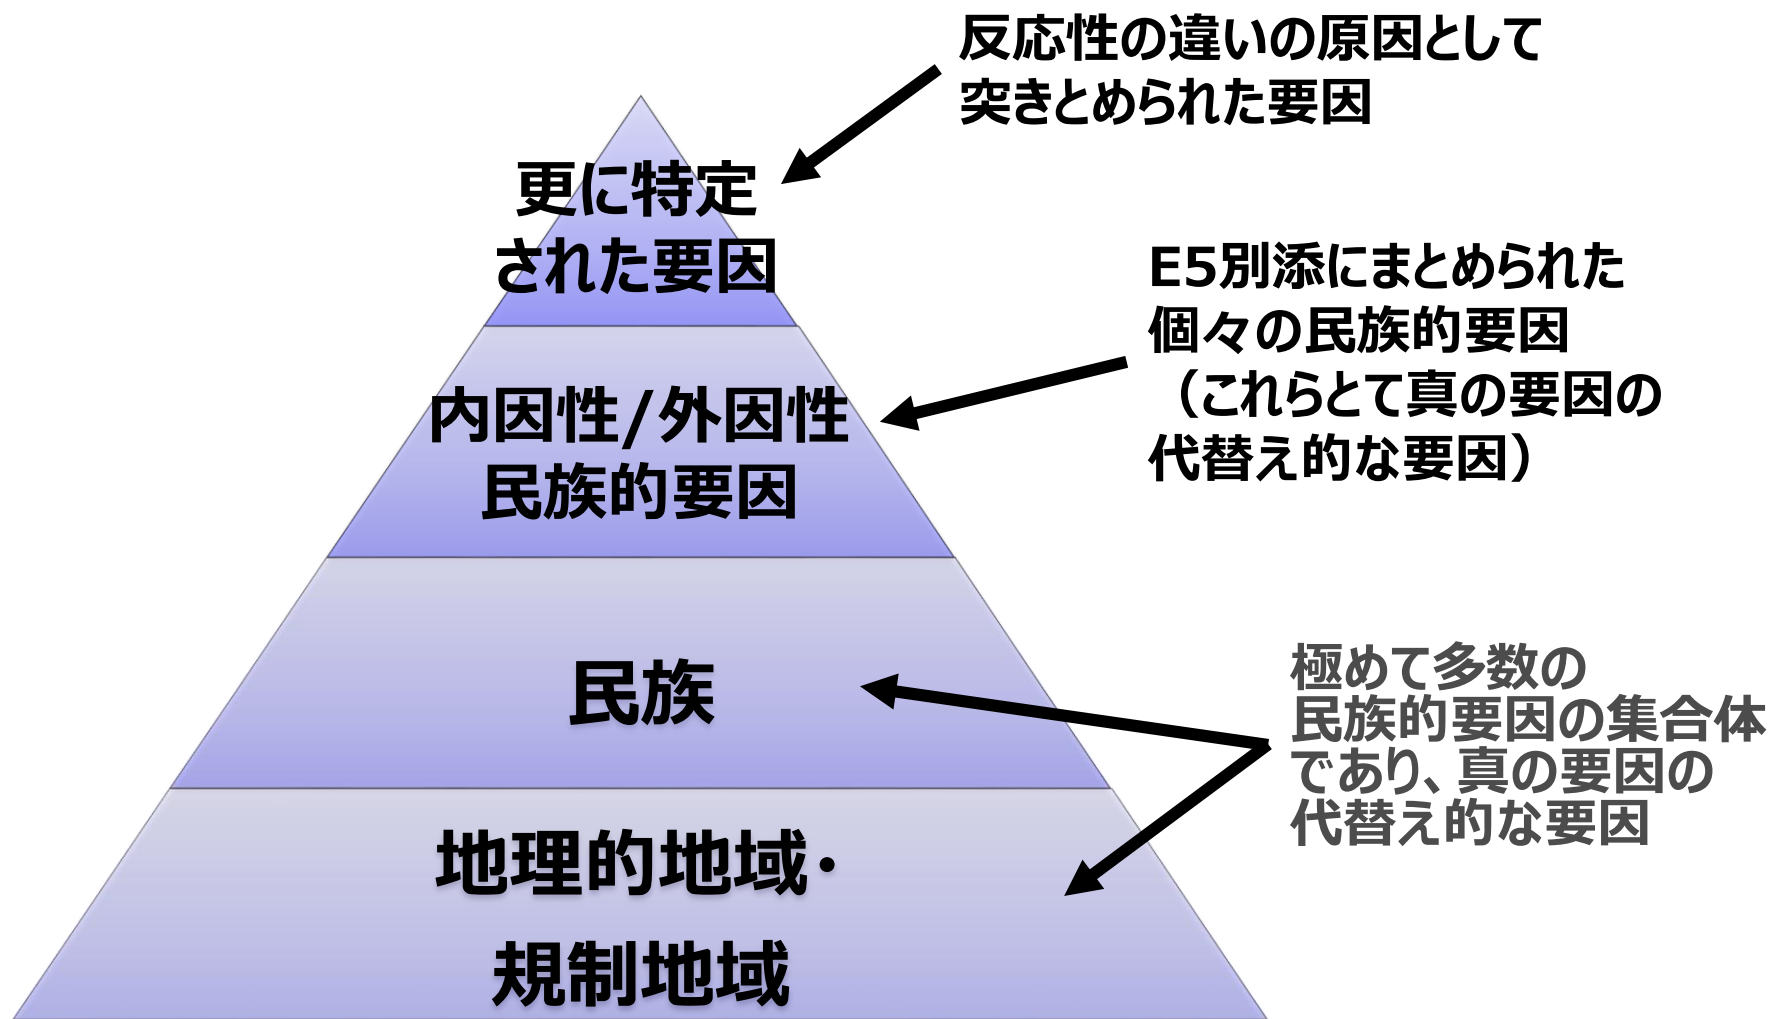 反応性の違いの原因として
突きとめられた要因
更に特定
された要因
E5別添にまとめられた
個々の民族的要因
（これらとて真の要因の
代替え的な要因）
内因性/外因性
民族的要因
極めて多数の
民族的要因の集合体
であり、真の要因の
代替え的な要因
民族
地理的地域・
規制地域